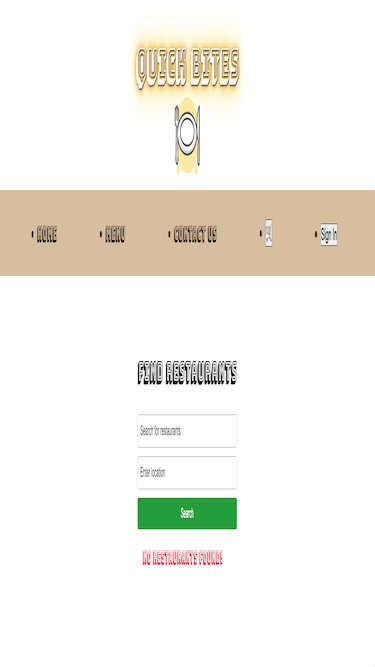 QUICK BITES
• HOME • MENU • CONTACT US • • Sign In
FIND RESTAURANTS
Search for restaurants
Enter location
Search
NO RESTAURANTS FOUND!